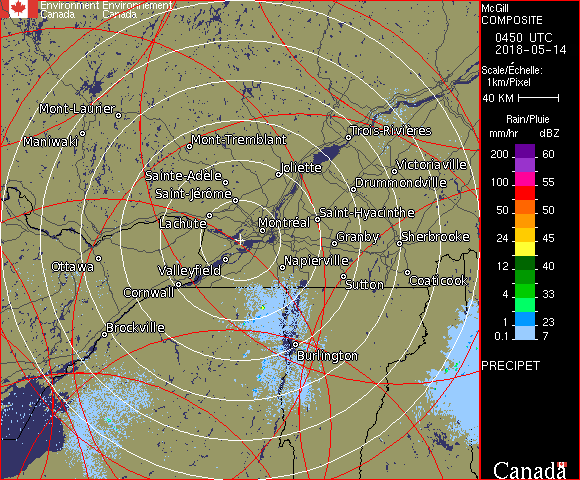 Environment Environnement
Canada Canada
McGill
COMPOSITE
0450 UTC
2018-05-14
Scale/Échelle:
1km/Pixel
40 KM
Rain/Pluie
mm/hr dBZ
200 60
150 55
100 55
50 50
24 45
12 40
4 33
1 23
0.1 7
PRECIPET
Canada
Mont-Laurier
Maniwaki
Mont-Tremblant
Trois-Rivières
Joliette
Victoriaville
Sainte-Adèle
Drummondville
Saint-Jérôme
Lachute
Montréal
Saint-Hyacinthe
Granby
Sherbrooke
Ottawa
Valleyfield
Napierville
Cornwall
Sutton
Coaticook
Brockville
Burlington